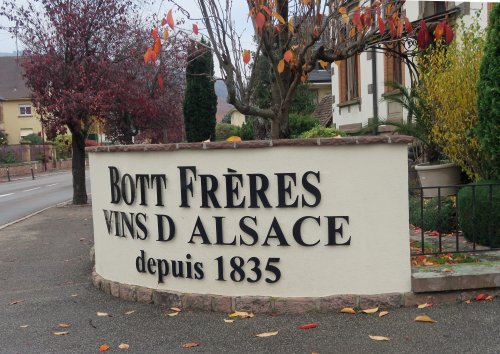 BOTT FRÈRES
VINS D ALSACE
depuis 1835